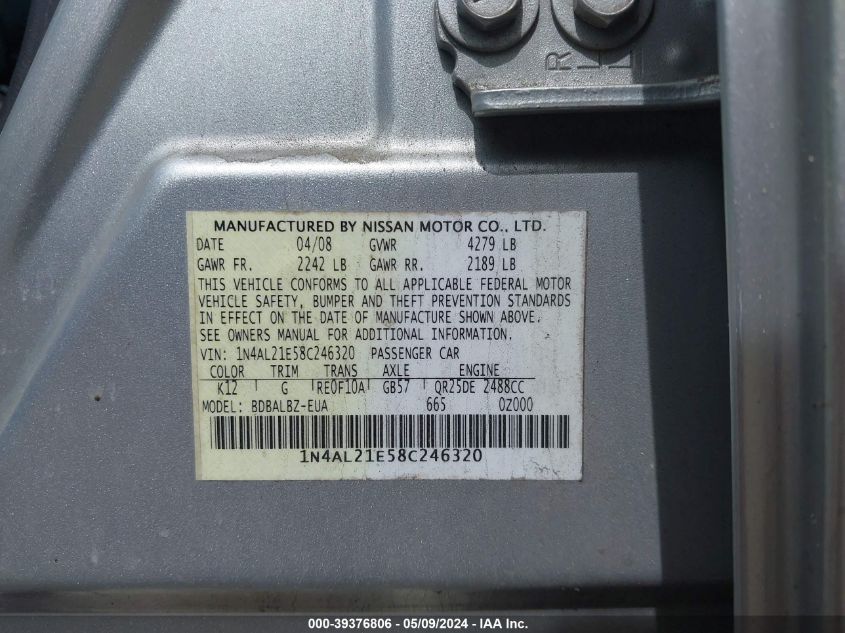 R
L
MANUFACTURED BY NISSAN MOTOR CO., LTD.
DATE 04/08 GVWR 4279 LB
GAWR FR. 2242 LB GAWR RR. 2189 LB
THIS VEHICLE CONFORMS TO ALL APPLICABLE FEDERAL MOTOR
VEHICLE SAFETY, BUMPER AND THEFT PREVENTION STANDARDS
IN EFFECT ON THE DATE OF MANUFACTURE SHOWN ABOVE.
SEE OWNERS MANUAL FOR ADDITIONAL INFORMATION.
VIN: 1N4AL21E58C246320 PASSENGER CAR
COLOR TRIM TRANS AXLE ENGINE
K12 G RE0F10A GB57 QR25DE 2488CC
MODEL: BDBALBZ-EUA 665 0Z000
1N4AL21E58C246320
000-39376806 - 05/09/2024 - IAA Inc.